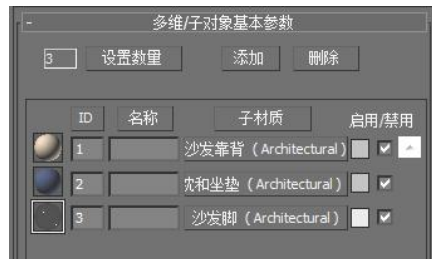 - 多维/子对象基本参数
3 设置数量 添加 删除
ID 名称 子材质 启用/禁用
1 沙发靠背 ( Architectural )
2 和坐垫 ( Architectural )
3 沙发脚 ( Architectural )